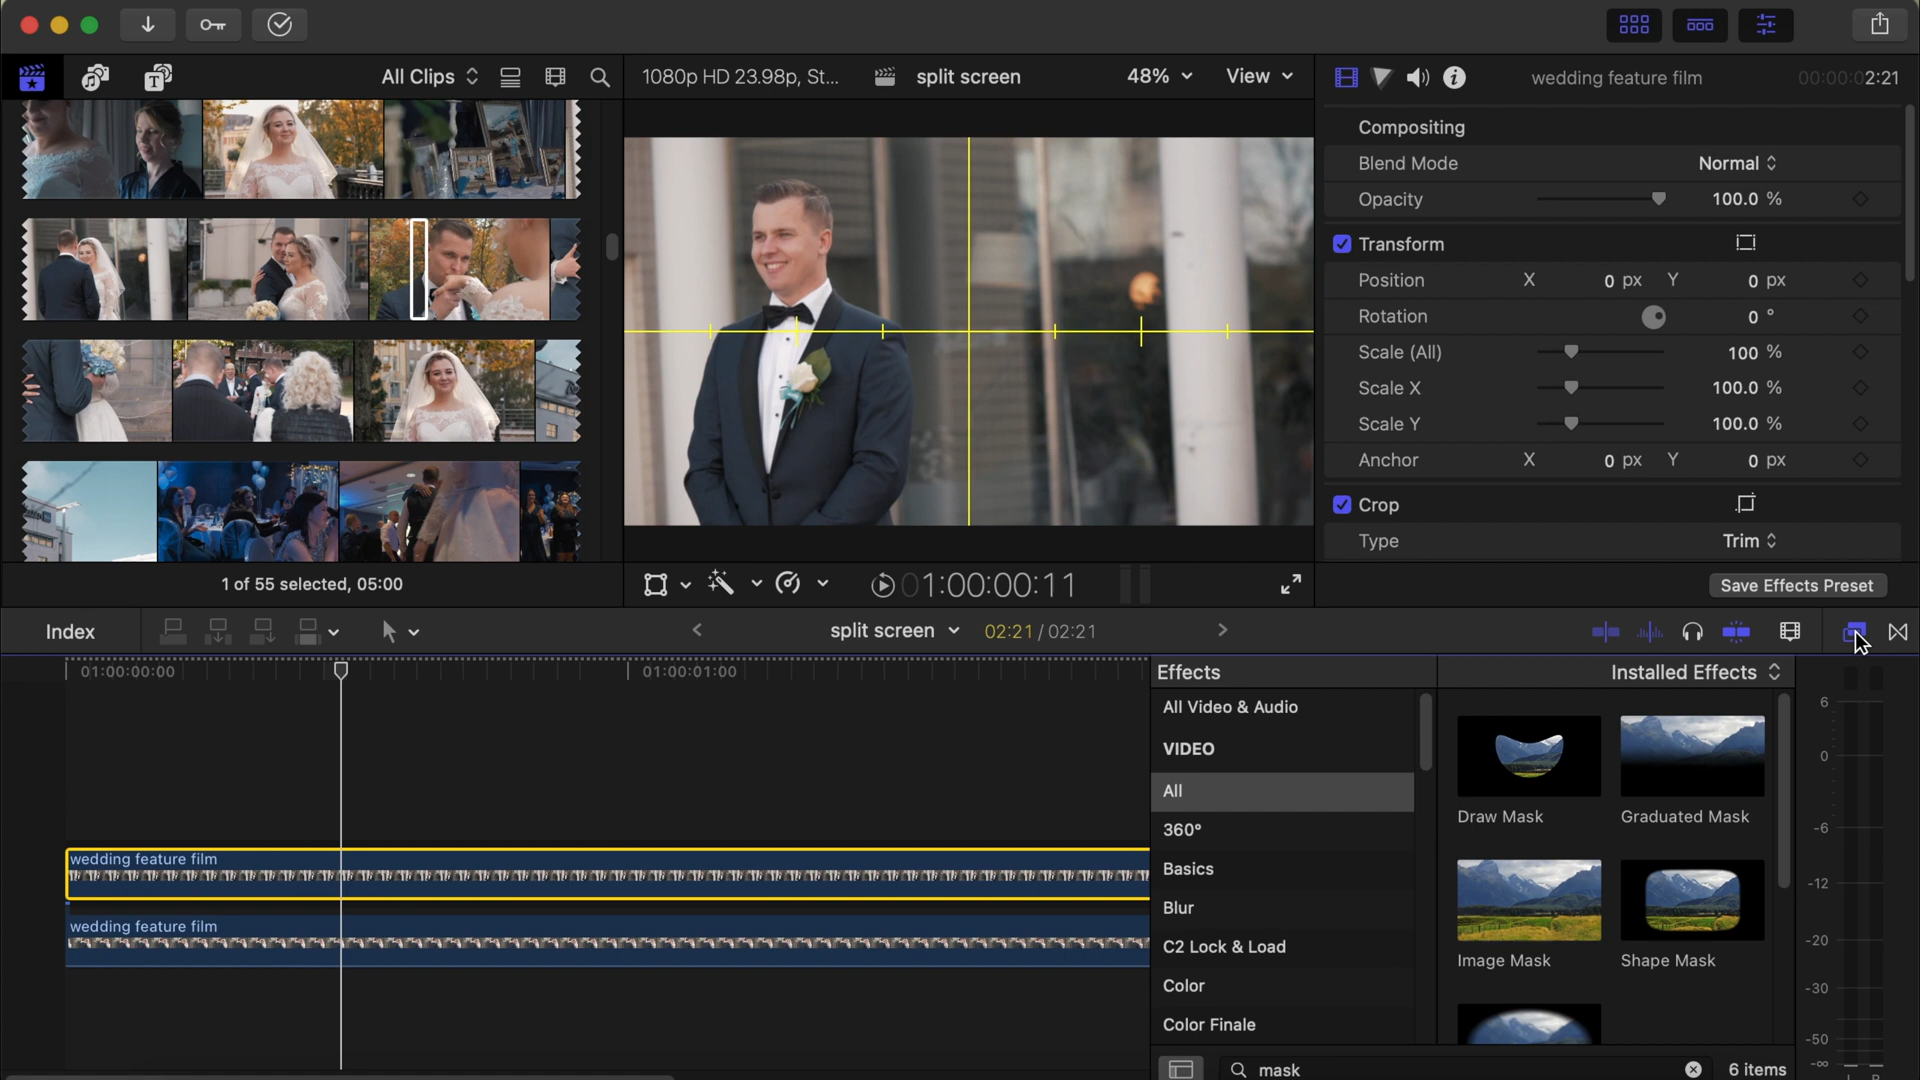 All Clips
1080p HD 23.98p, St...
split screen
48%
View
wedding feature film
00:00:02:21
Compositing
Blend Mode
Normal
Opacity
100.0 %
Transform
Position X 0 px Y 0 px
Rotation 0 °
Scale (All) 100 %
Scale X 100.0 %
Scale Y 100.0 %
Anchor X 0 px Y 0 px
Crop
Type Trim
1 of 55 selected, 05:00
01:00:00:11
Save Effects Preset
Index
split screen
02:21 / 02:21
01:00:00:00
01:00:01:00
wedding feature film
wedding feature film
Effects
Installed Effects
All Video & Audio
VIDEO
All
360°
Basics
Blur
C2 Lock & Load
Color
Color Finale
Draw Mask
Graduated Mask
Image Mask
Shape Mask
mask
6 items
6
0
-6
-12
-20
-30
-50
-∞